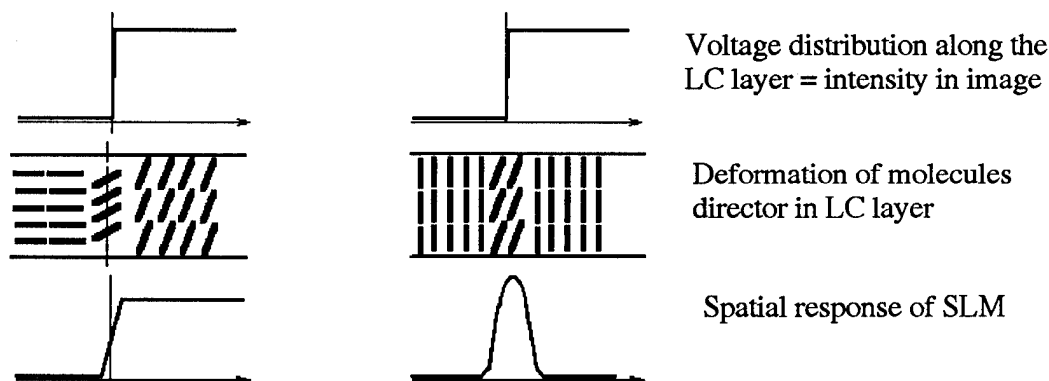 Voltage distribution along the
LC layer = intensity in image
Deformation of molecules
director in LC layer
Spatial response of SLM